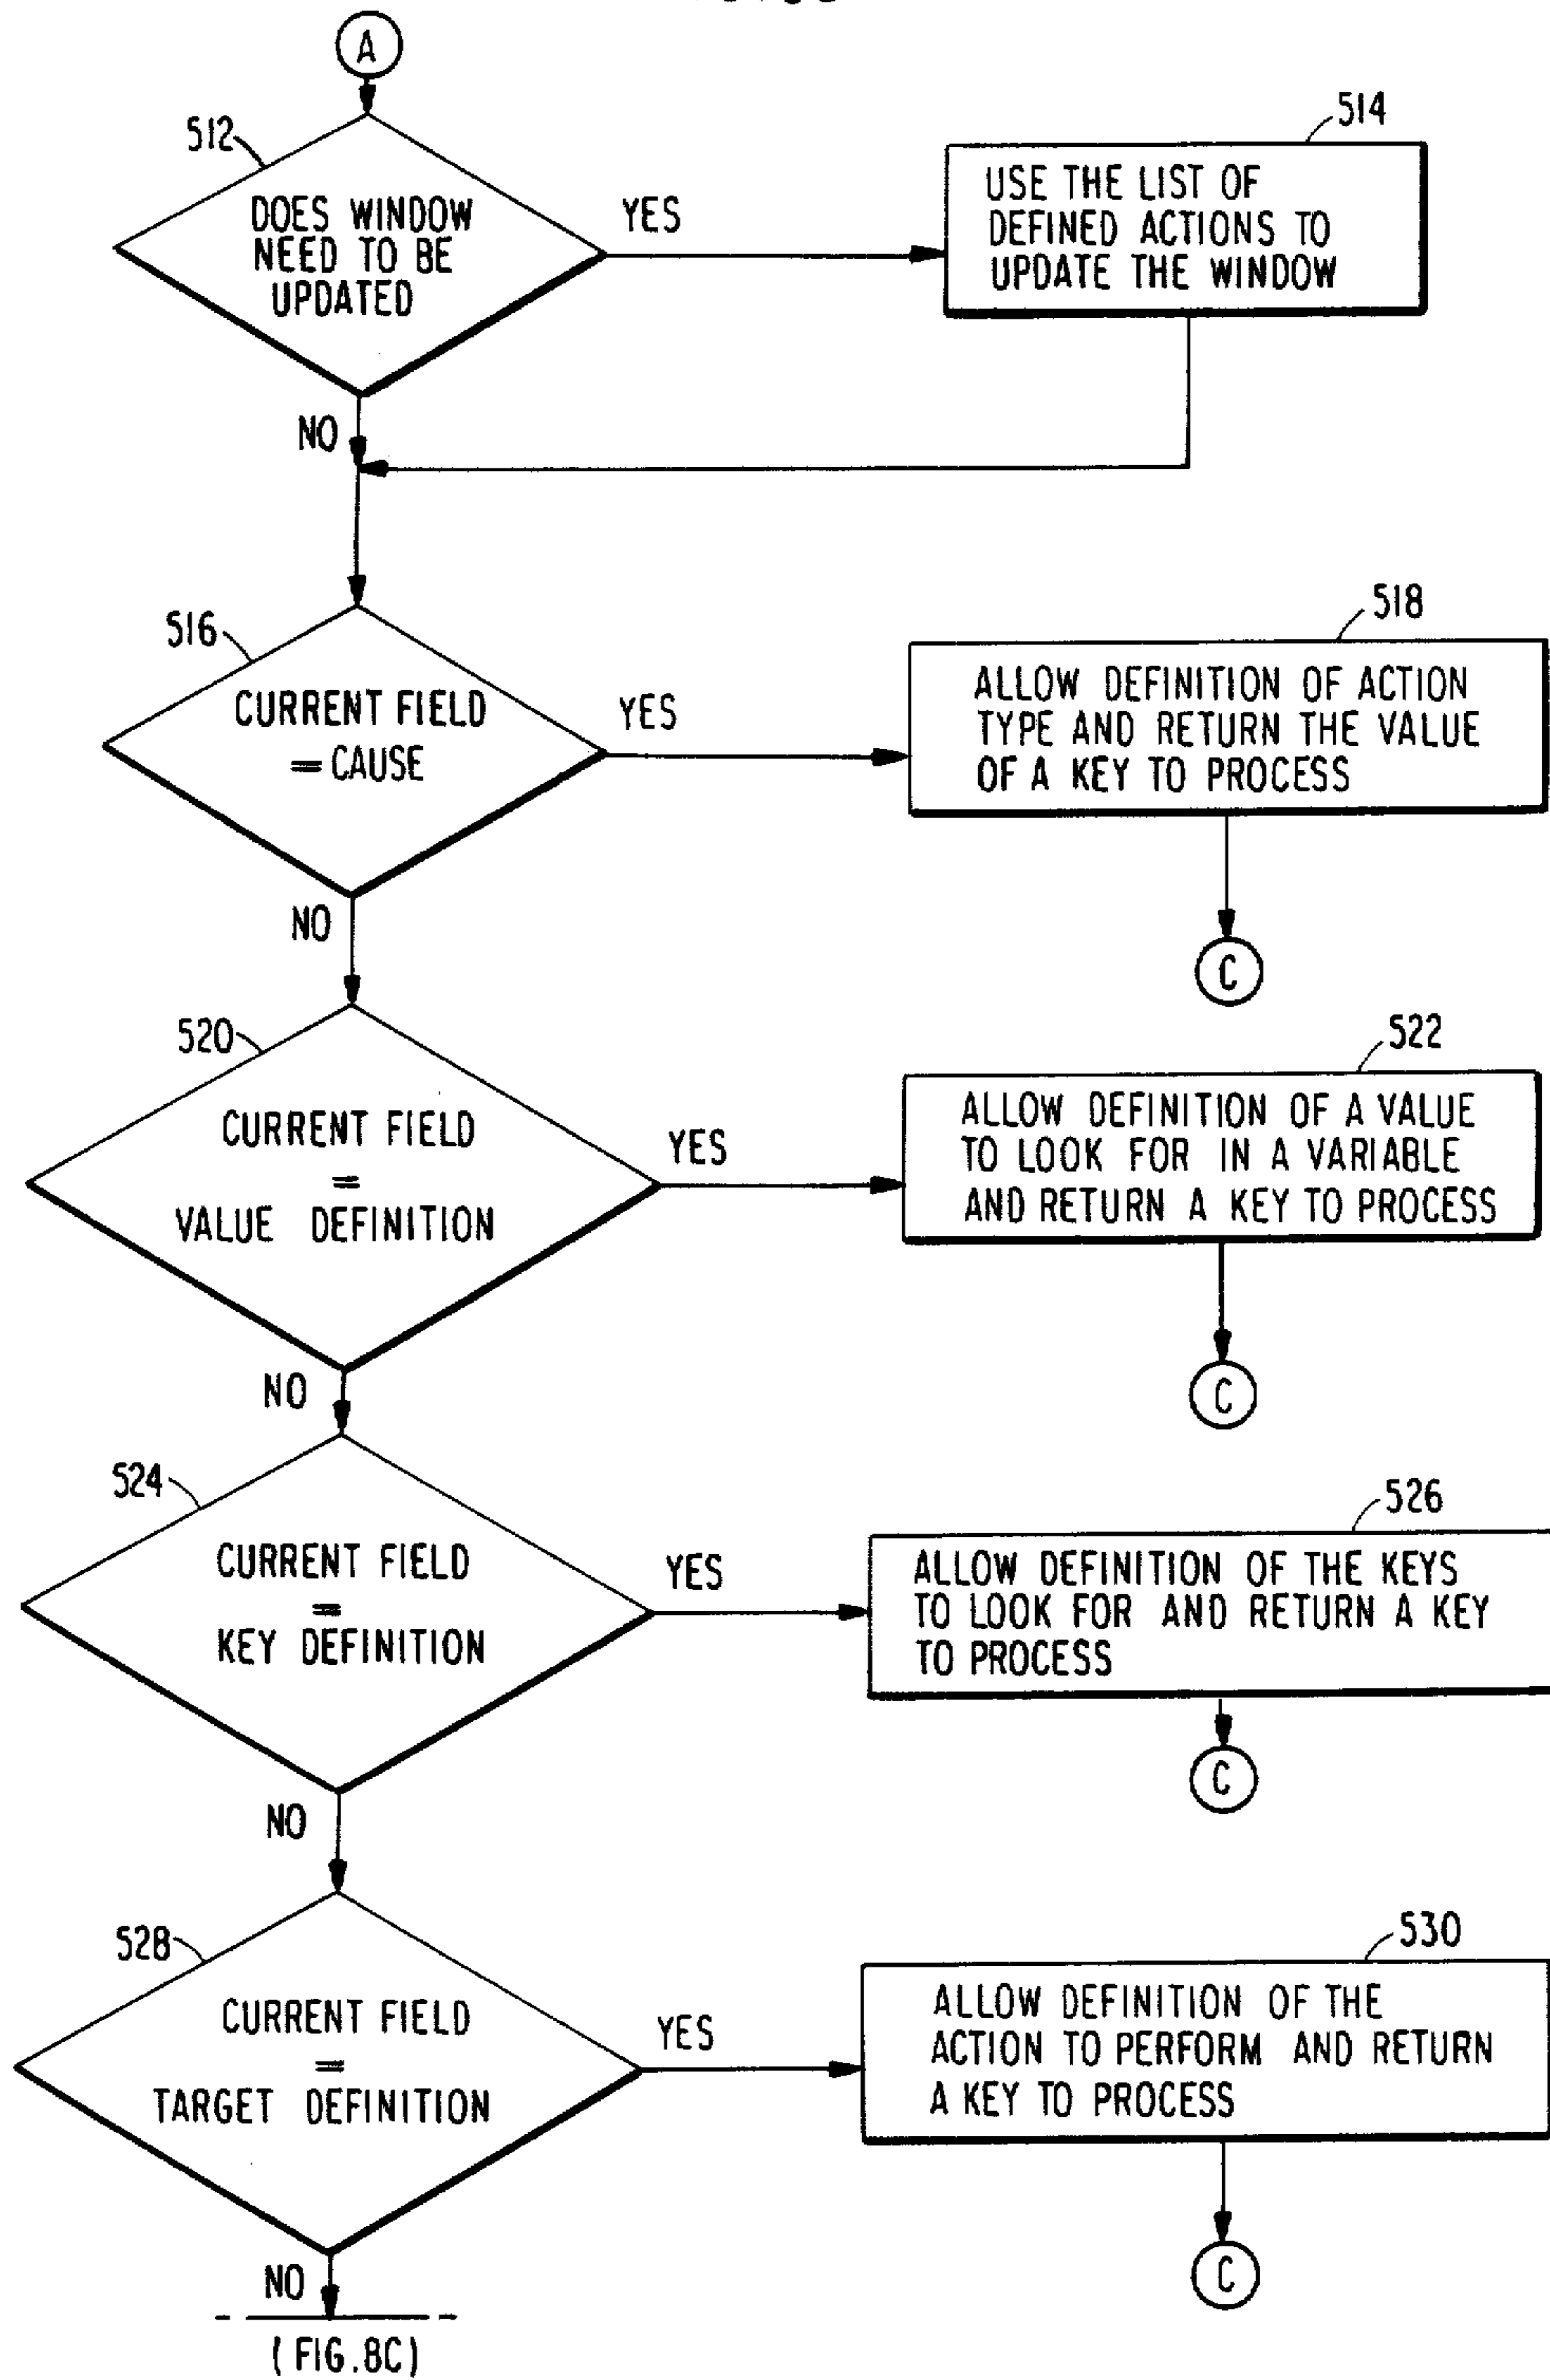 A
512
DOES WINDOW
NEED TO BE
UPDATED
YES
514
USE THE LIST OF
DEFINED ACTIONS TO
UPDATE THE WINDOW
NO
516
CURRENT FIELD
= CAUSE
YES
518
ALLOW DEFINITION OF ACTION
TYPE AND RETURN THE VALUE
OF A KEY TO PROCESS
C
NO
520
CURRENT FIELD
=
VALUE DEFINITION
YES
522
ALLOW DEFINITION OF A VALUE
TO LOOK FOR IN A VARIABLE
AND RETURN A KEY TO PROCESS
C
NO
524
CURRENT FIELD
=
KEY DEFINITION
YES
526
ALLOW DEFINITION OF THE KEYS
TO LOOK FOR AND RETURN A KEY
TO PROCESS
C
NO
528
CURRENT FIELD
=
TARGET DEFINITION
YES
530
ALLOW DEFINITION OF THE
ACTION TO PERFORM AND RETURN
A KEY TO PROCESS
C
NO
(FIG.8C)